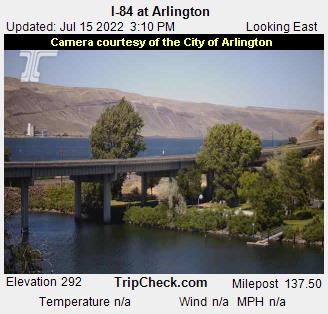 I-84 at Arlington
Updated: Jul 15 2022 3:10 PM Looking East
Camera courtesy of the City of Arlington
Elevation 292 TripCheck.com Milepost 137.50
Temperature n/a Wind n/a MPH n/a